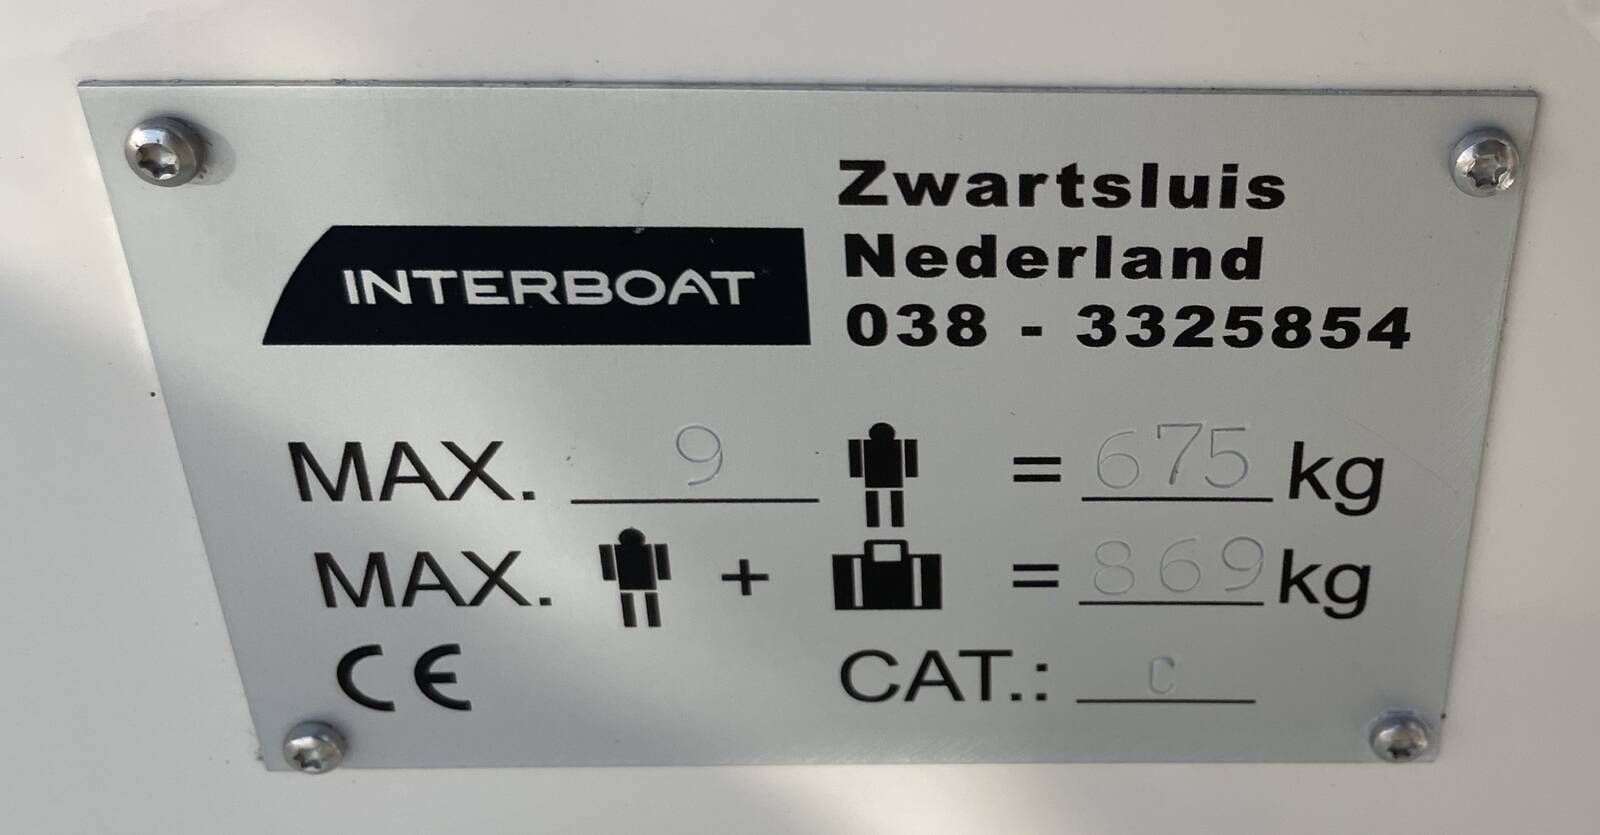 INTERBOAT
Zwartsluis
Nederland
038 - 3325854
MAX. 9 = 675 kg
MAX. + = 869 kg
CE CAT.: C